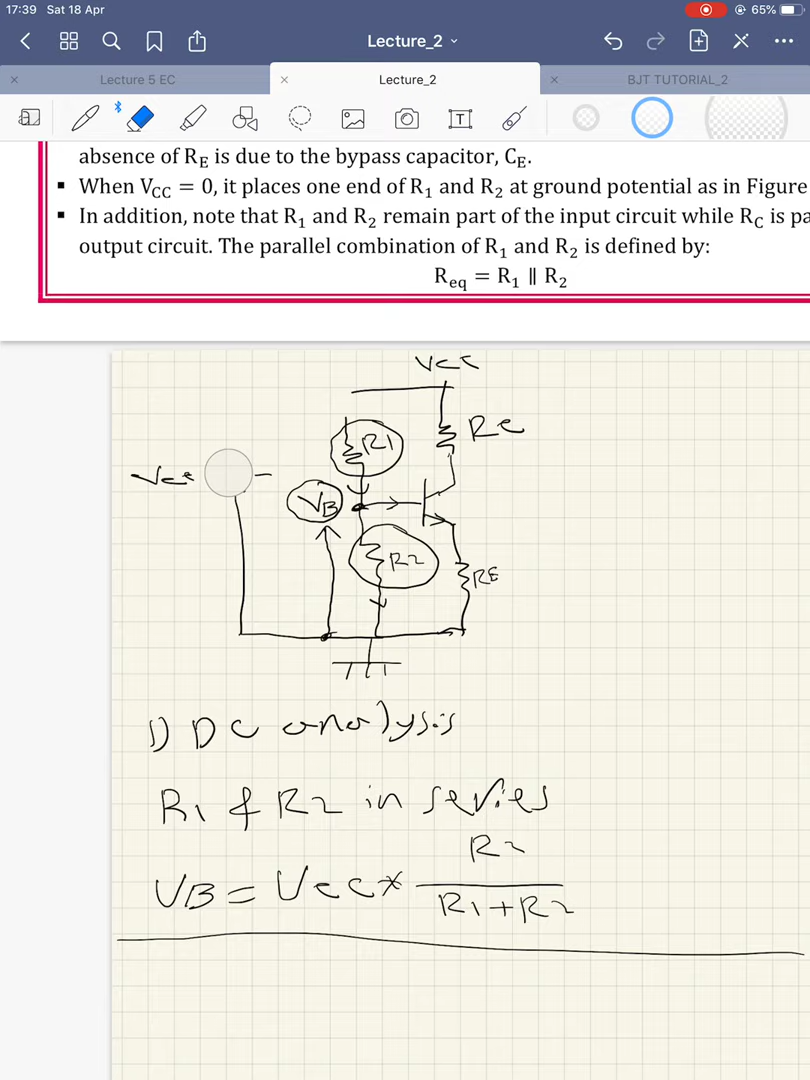 17:39 Sat 18 Apr
65%
Lecture_2
Lecture 5 EC
Lecture_2
BJT TUTORIAL_2
absence of RE is due to the bypass capacitor, CE.
▪ When VCC = 0, it places one end of R1 and R2 at ground potential as in Figure
▪ In addition, note that R1 and R2 remain part of the input circuit while RC is pa
output circuit. The parallel combination of R1 and R2 is defined by:
Req = R1 ∥ R2
VCC
R1
RC
Vcc
VB
R2
RE
1) DC analysis
R1 & R2 in series
R2
VB = VCC*
R1+R2